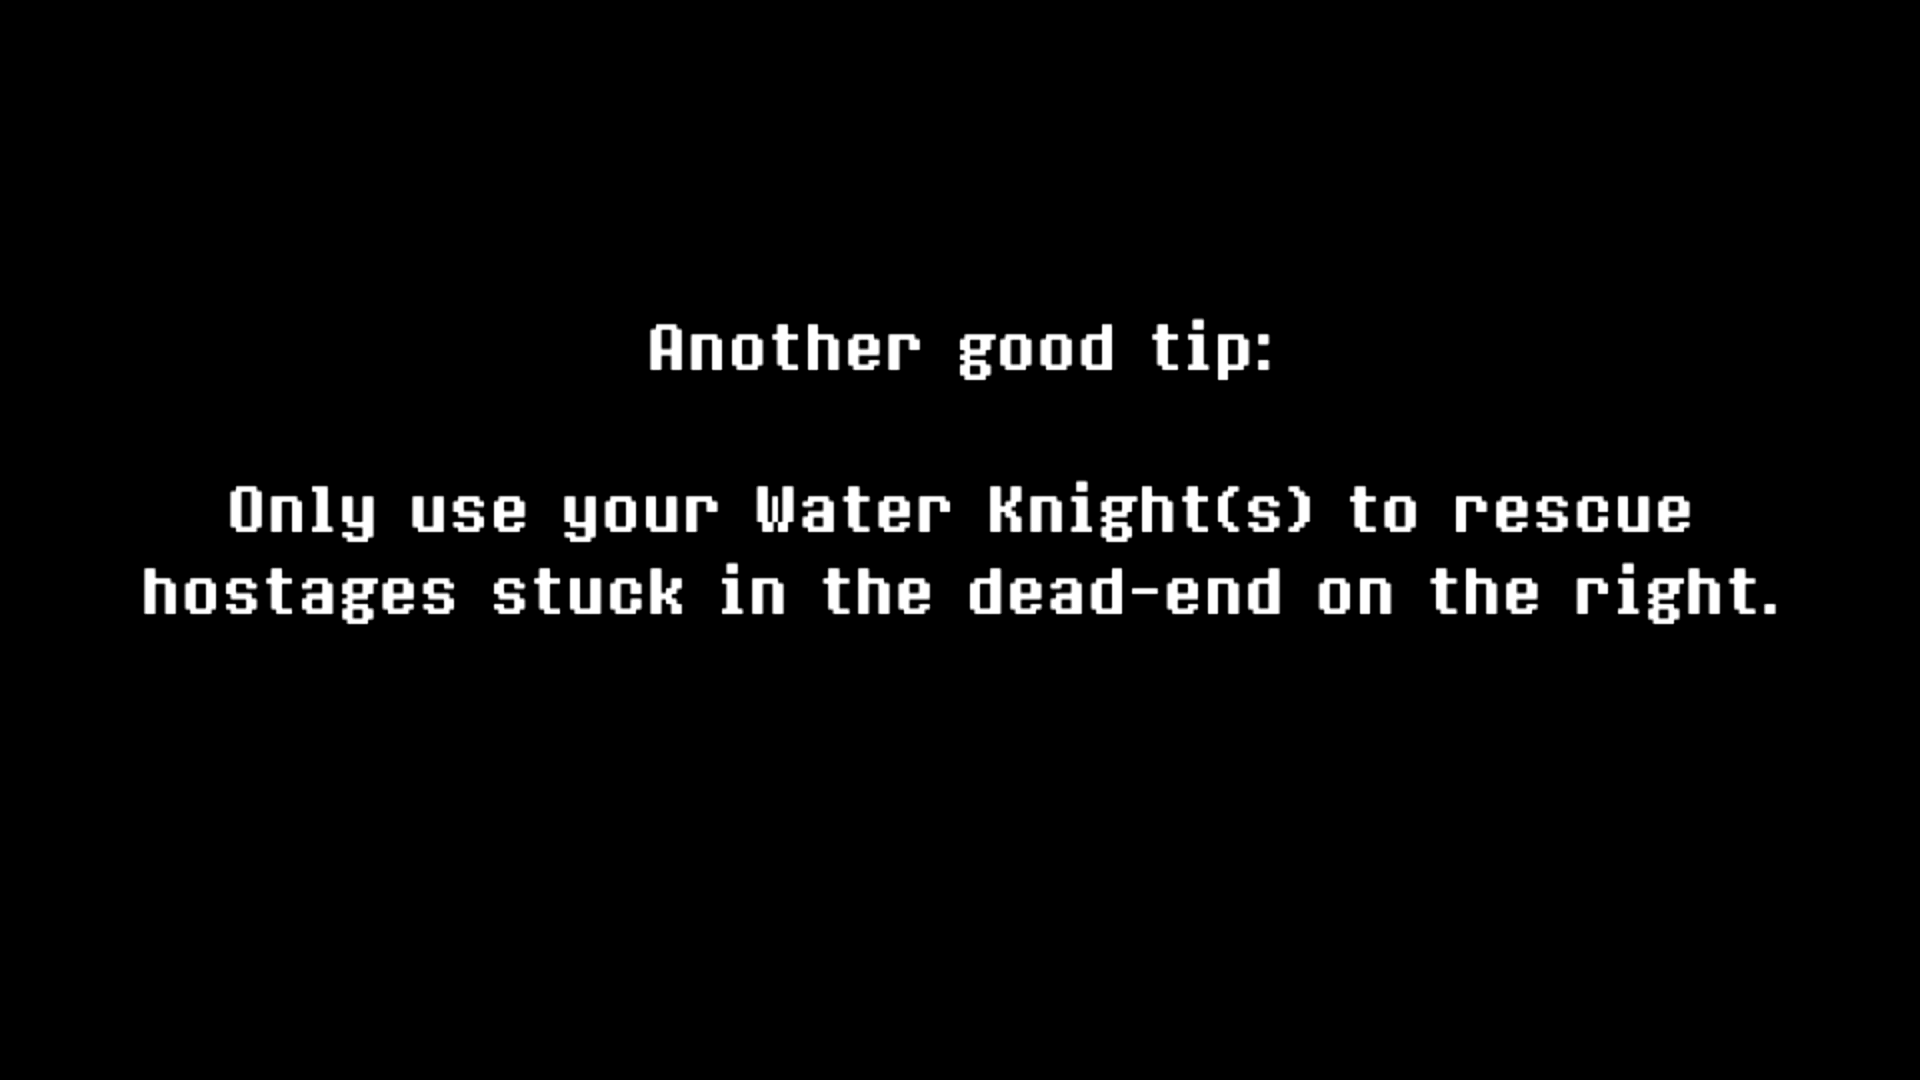 Another good tip:
Only use your Water Knight(s) to rescue
hostages stuck in the dead-end on the right.